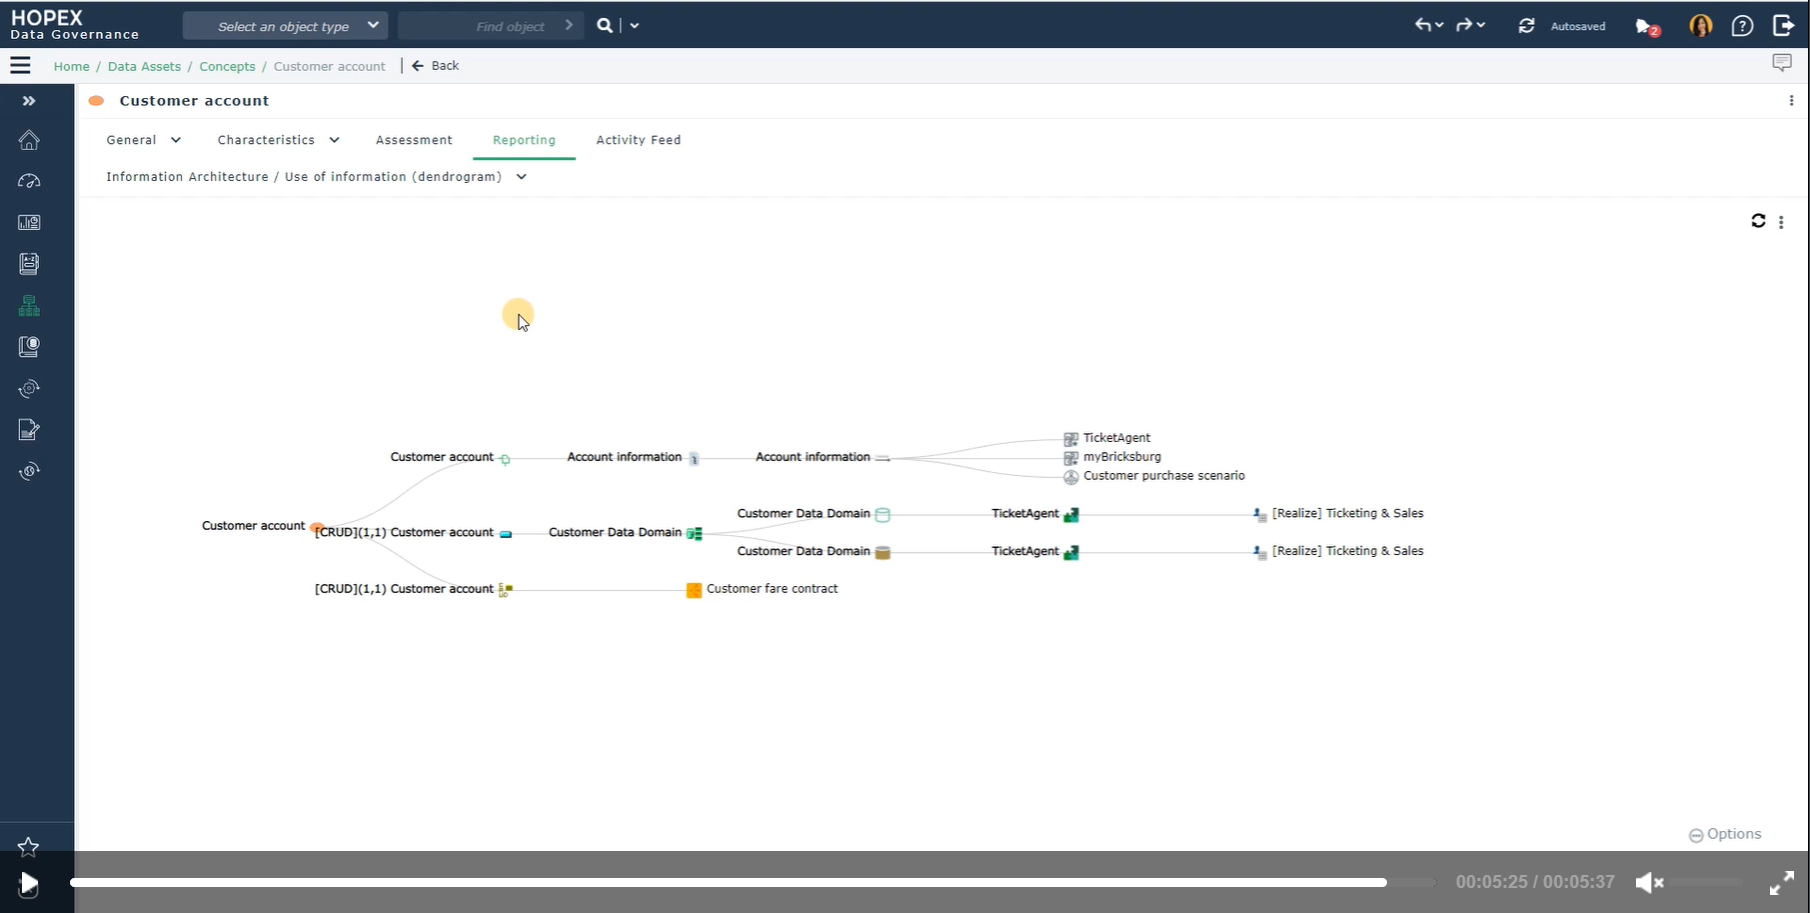 HOPEX
Data Governance
Select an object type
Find object
Autosaved
2
Home / Data Assets / Concepts / Customer account | Back
Customer account
General Characteristics Assessment Reporting Activity Feed
Information Architecture / Use of information (dendrogram)
TicketAgent
Customer account Account information Account information myBricksburg
Customer purchase scenario
Customer Data Domain TicketAgent [Realize] Ticketing & Sales
Customer account [CRUD](1,1) Customer account Customer Data Domain
Customer Data Domain TicketAgent [Realize] Ticketing & Sales
[CRUD](1,1) Customer account Customer fare contract
Options
00:05:25 / 00:05:37